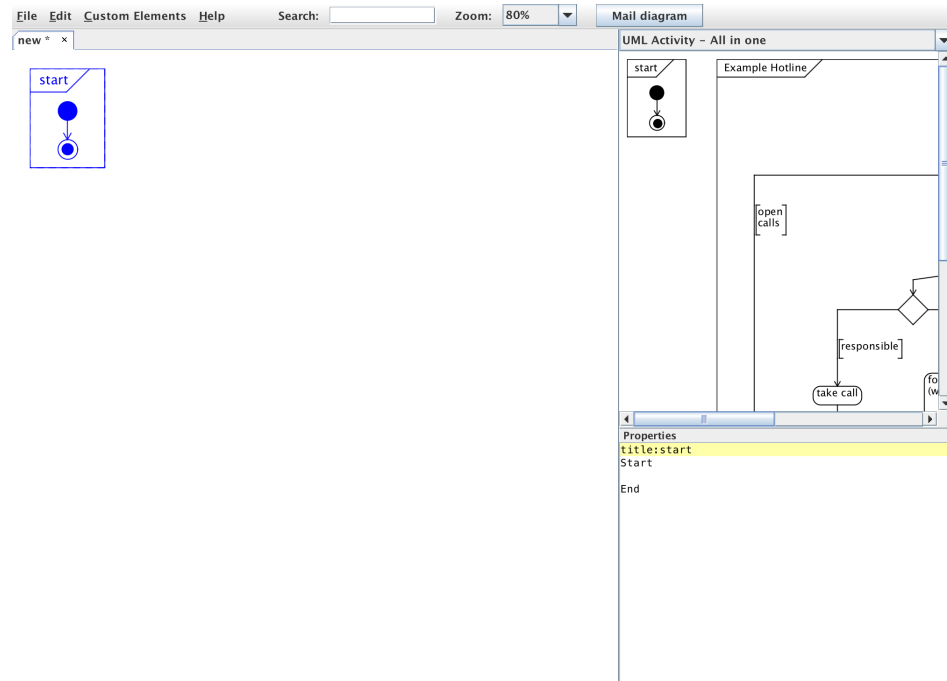 File Edit Custom Elements Help Search: Zoom: 80% Mail diagram
new * ×
UML Activity – All in one
start
start
Example Hotline
[open
calls]
[responsible]
take call
fo
(w
Properties
title:start
Start
End